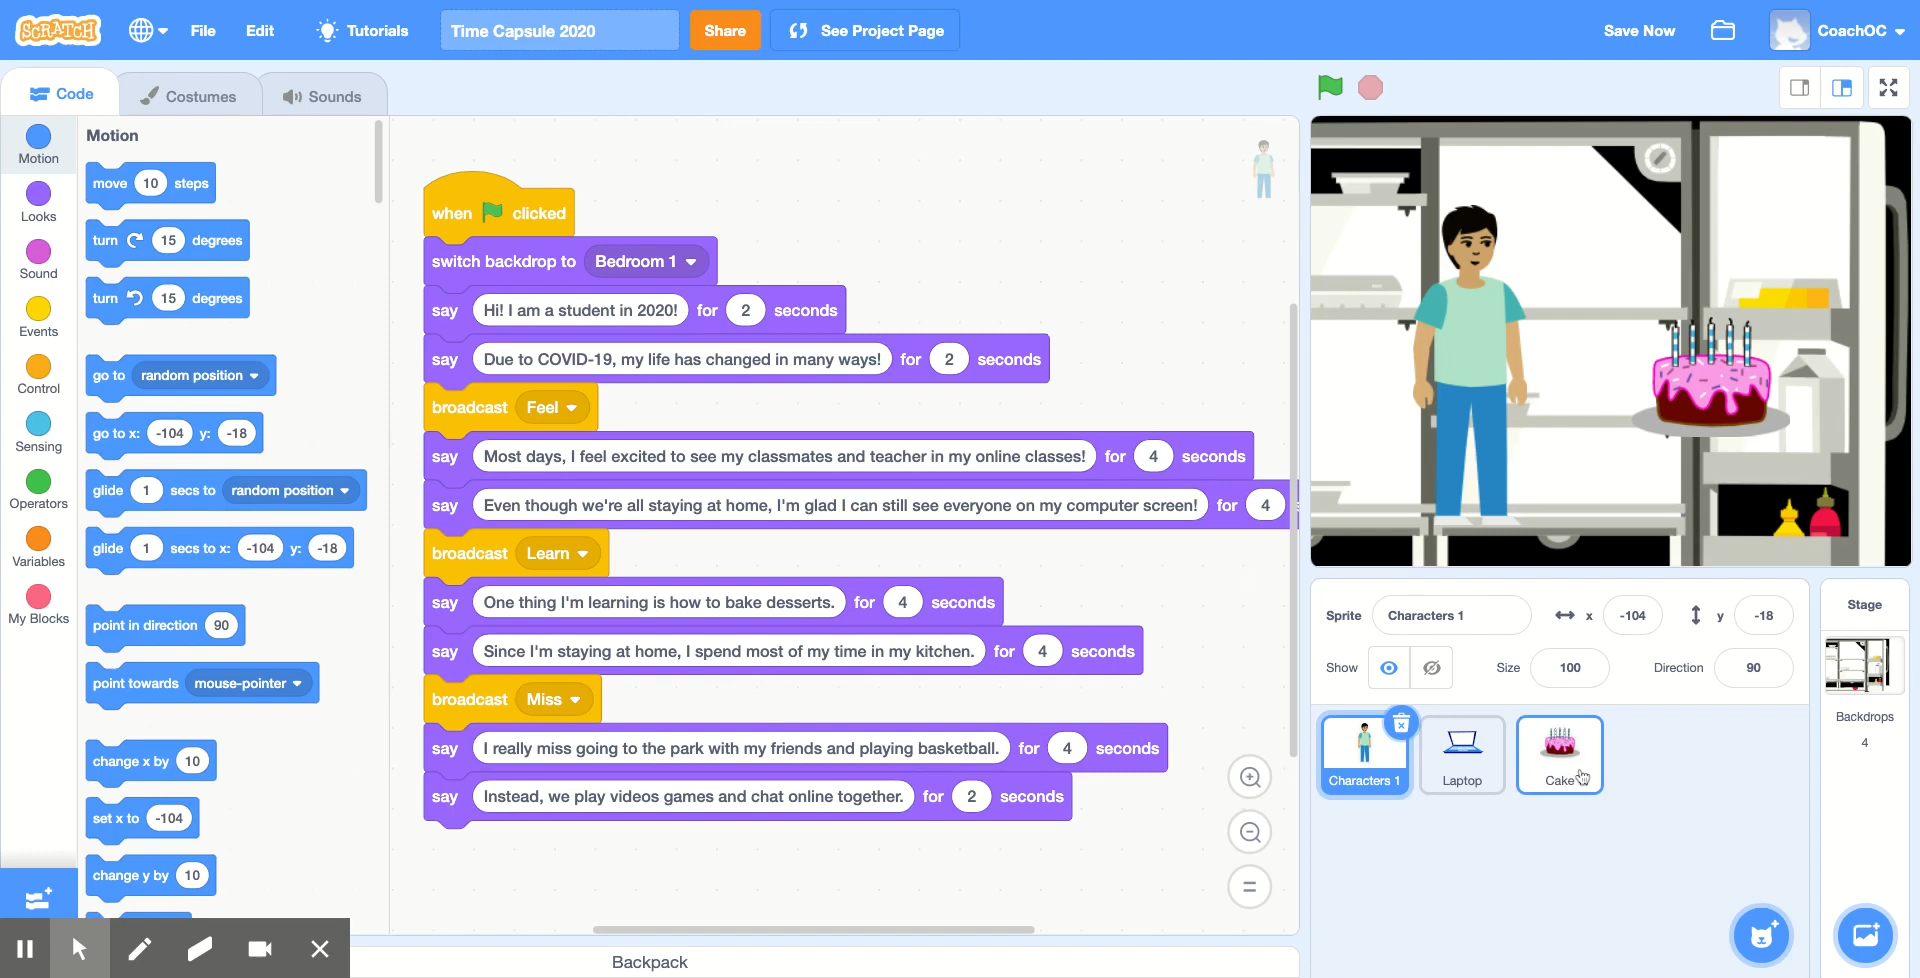 SCRATCH File Edit Tutorials Time Capsule 2020 Share See Project Page Save Now CoachOC
Code Costumes Sounds
Motion
Looks
Sound
Events
Control
Sensing
Operators
Variables
My Blocks
Motion
move 10 steps
turn 15 degrees
turn 15 degrees
go to random position
go to x: -104 y: -18
glide 1 secs to random position
glide 1 secs to x: -104 y: -18
point in direction 90
point towards mouse-pointer
change x by 10
set x to -104
change y by 10
when clicked
switch backdrop to Bedroom 1
say Hi! I am a student in 2020! for 2 seconds
say Due to COVID-19, my life has changed in many ways! for 2 seconds
broadcast Feel
say Most days, I feel excited to see my classmates and teacher in my online classes! for 4 seconds
say Even though we're all staying at home, I'm glad I can still see everyone on my computer screen! for 4
broadcast Learn
say One thing I'm learning is how to bake desserts. for 4 seconds
say Since I'm staying at home, I spend most of my time in my kitchen. for 4 seconds
broadcast Miss
say I really miss going to the park with my friends and playing basketball. for 4 seconds
say Instead, we play videos games and chat online together. for 2 seconds
Backpack
Sprite Characters 1 x -104 y -18
Show Size 100 Direction 90
Characters 1 Laptop Cake
Stage
Backdrops
4